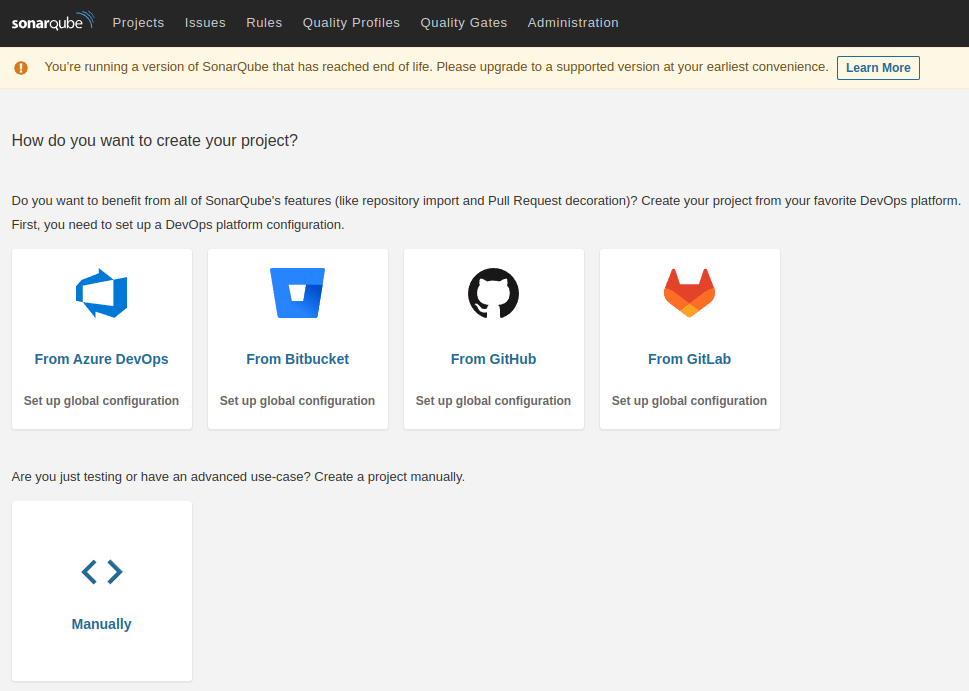 sonarqube Projects Issues Rules Quality Profiles Quality Gates Administration
You're running a version of SonarQube that has reached end of life. Please upgrade to a supported version at your earliest convenience. Learn More
How do you want to create your project?
Do you want to benefit from all of SonarQube's features (like repository import and Pull Request decoration)? Create your project from your favorite DevOps platform.
First, you need to set up a DevOps platform configuration.
From Azure DevOps From Bitbucket From GitHub From GitLab
Set up global configuration Set up global configuration Set up global configuration Set up global configuration
Are you just testing or have an advanced use-case? Create a project manually.
Manually